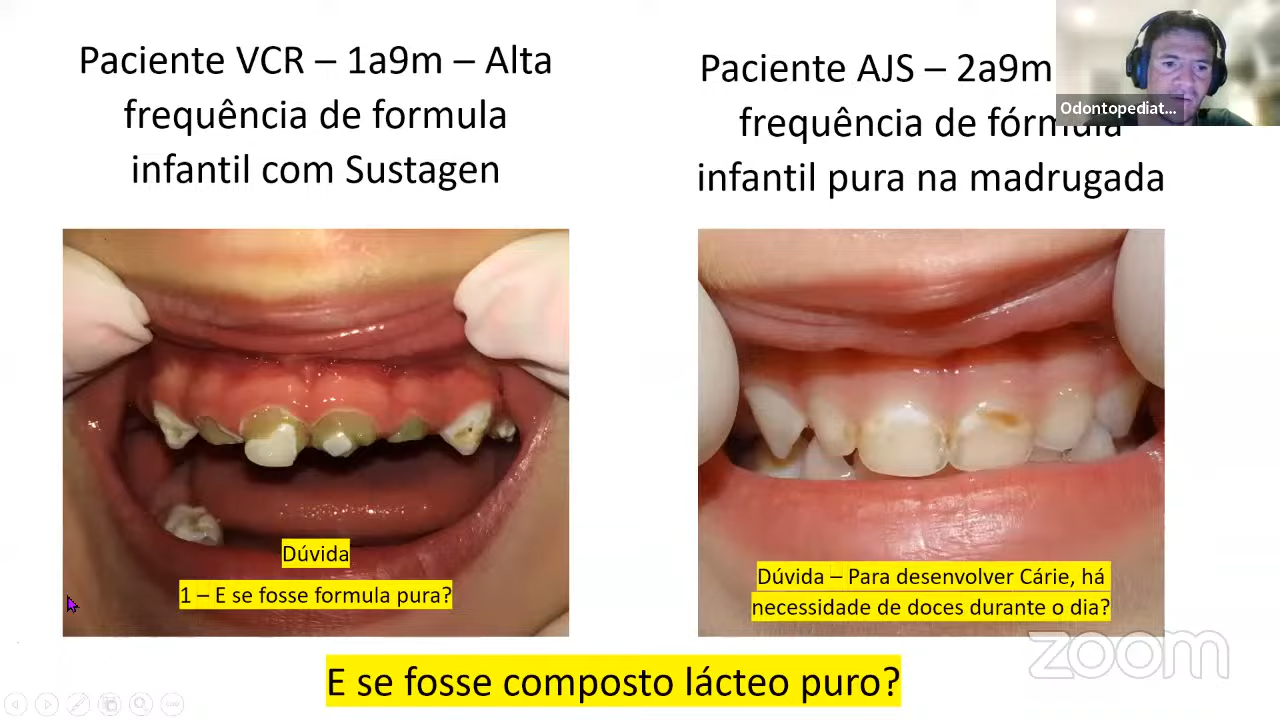 Paciente VCR – 1a9m – Alta
frequência de formula
infantil com Sustagen
Paciente AJS – 2a9m
frequência de fórmula
infantil pura na madrugada
Odontopediat...
Dúvida
1 – E se fosse formula pura?
Dúvida – Para desenvolver Cárie, há
necessidade de doces durante o dia?
E se fosse composto lácteo puro?
zoom